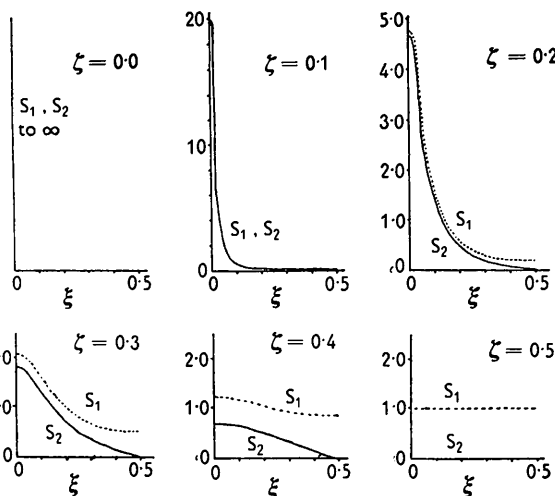 20
5·0
ζ = 0·0
ζ = 0·1
ζ = 0·2
4·0
S₁ , S₂
to ∞
3·0
10
2·0
1·0
S₁ , S₂
S₁
S₂
0
·0
0 0·5
0 0·5
0 0·5
ξ
ξ
ξ
ζ = 0·3
ζ = 0·4
ζ = 0·5
·0
2·0
2·0
S₁
S₁
S₁
·0
1·0
1·0
S₂
S₂
S₂
0
·0
0 0·5
0 0·5
0 0·5
ξ
ξ
ξ